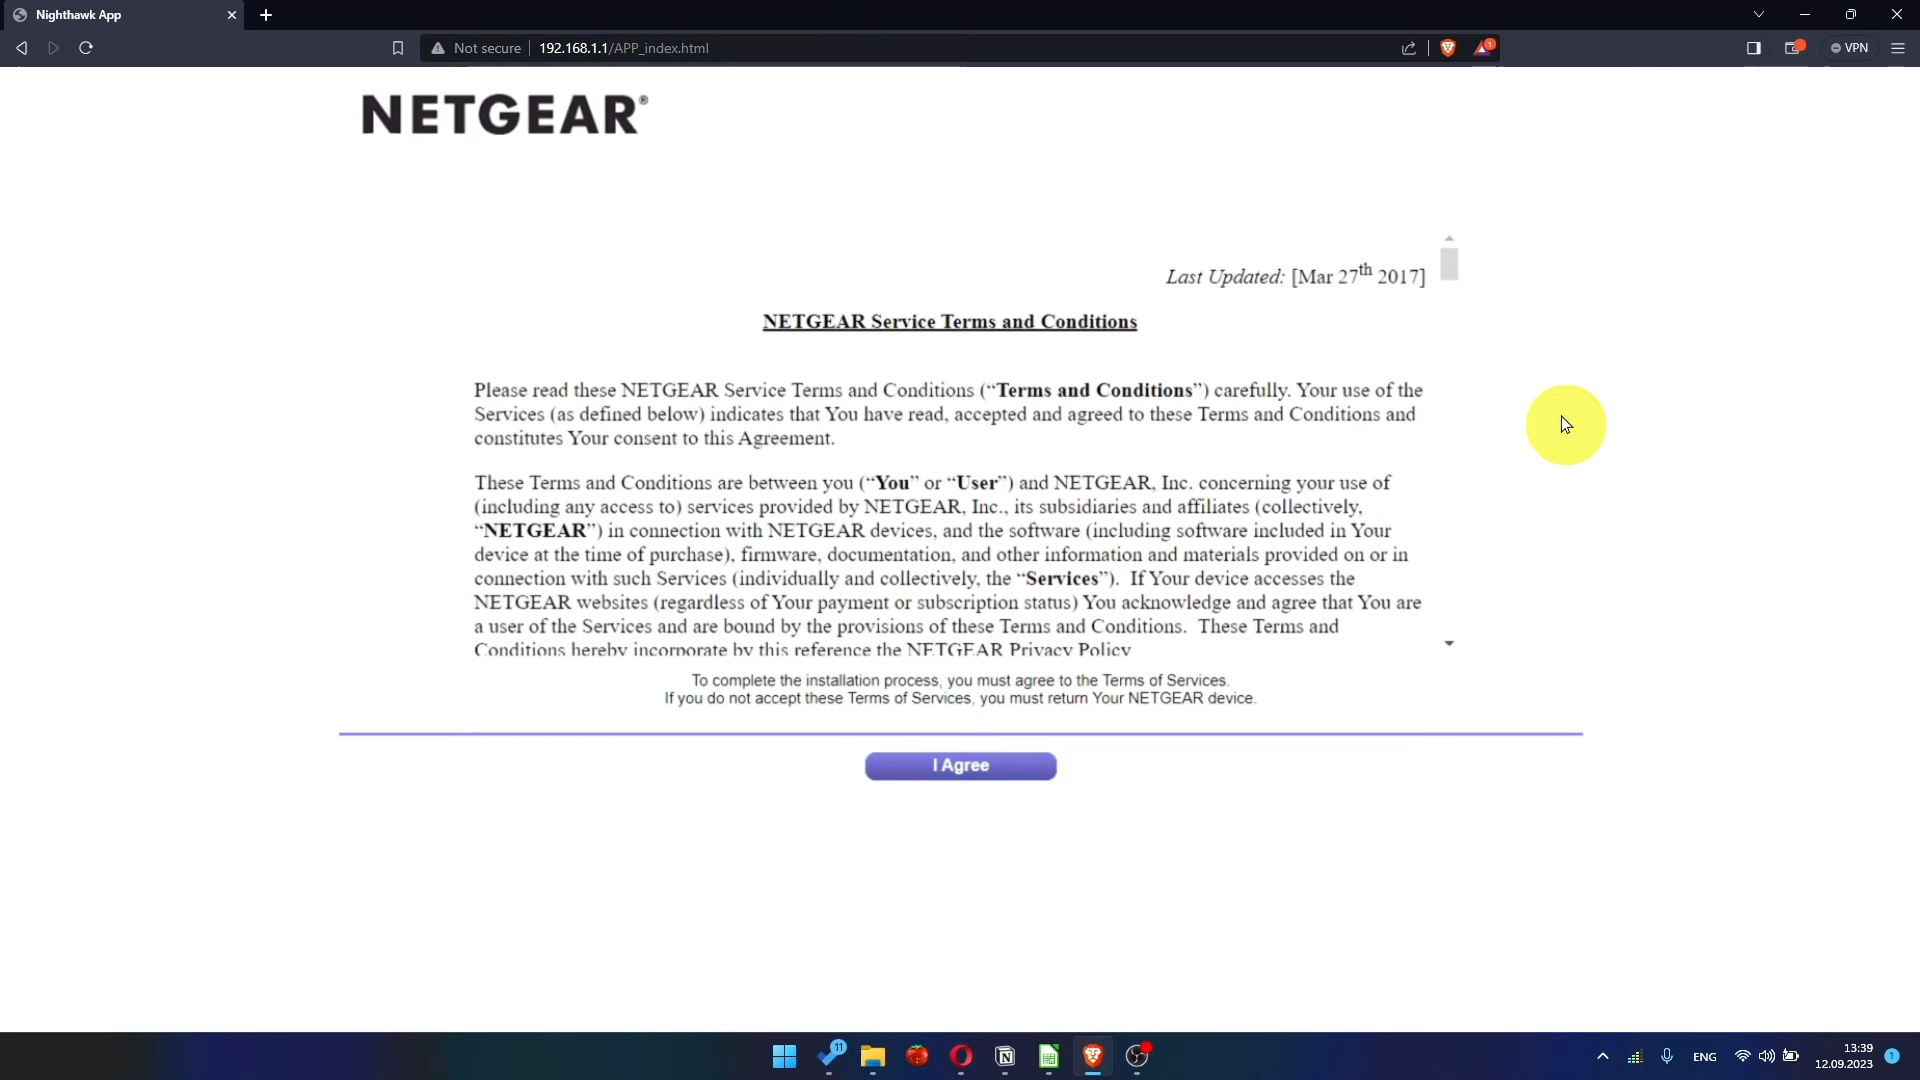 Nighthawk App
Not secure 192.168.1.1/APP_index.html
1
VPN
NETGEAR®
Last Updated: [Mar 27th 2017]
NETGEAR Service Terms and Conditions
Please read these NETGEAR Service Terms and Conditions (“Terms and Conditions”) carefully. Your use of the
Services (as defined below) indicates that You have read, accepted and agreed to these Terms and Conditions and
constitutes Your consent to this Agreement.
These Terms and Conditions are between you (“You” or “User”) and NETGEAR, Inc. concerning your use of
(including any access to) services provided by NETGEAR, Inc., its subsidiaries and affiliates (collectively,
“NETGEAR”) in connection with NETGEAR devices, and the software (including software included in Your
device at the time of purchase), firmware, documentation, and other information and materials provided on or in
connection with such Services (individually and collectively, the “Services”). If Your device accesses the
NETGEAR websites (regardless of Your payment or subscription status) You acknowledge and agree that You are
a user of the Services and are bound by the provisions of these Terms and Conditions. These Terms and
Conditions hereby incorporate by this reference the NETGEAR Privacy Policy
To complete the installation process, you must agree to the Terms of Services.
If you do not accept these Terms of Services, you must return Your NETGEAR device.
I Agree
11
ENG
13:39
12.09.2023
1